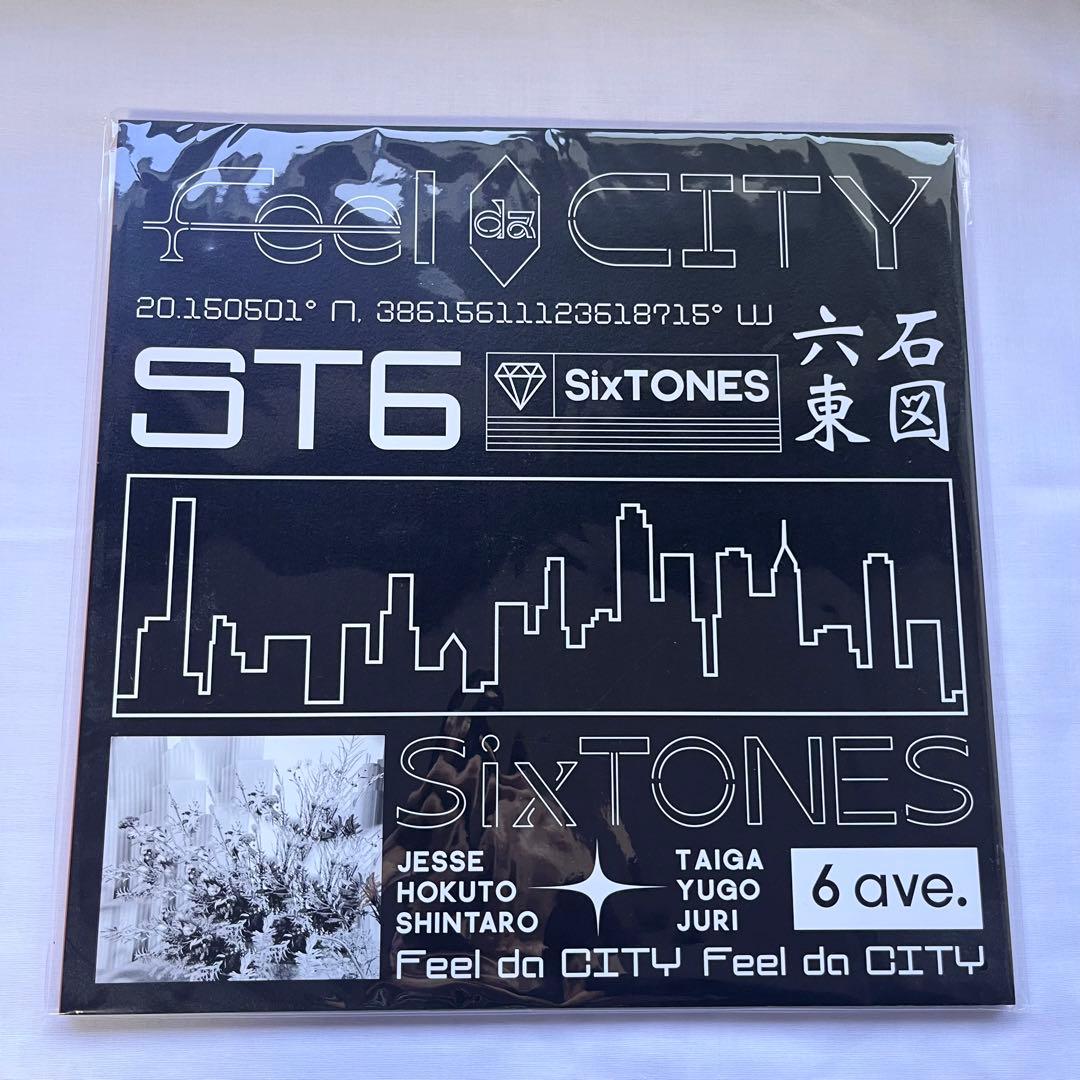 Feel da CITY
20.150501° N, 38615611123618715° W
ST6
SixTONES
六石
東図
SixTONES
JESSE
HOKUTO
SHINTARO
TAIGA
YUGO
JURI
6 ave.
Feel da CITY Feel da CITY